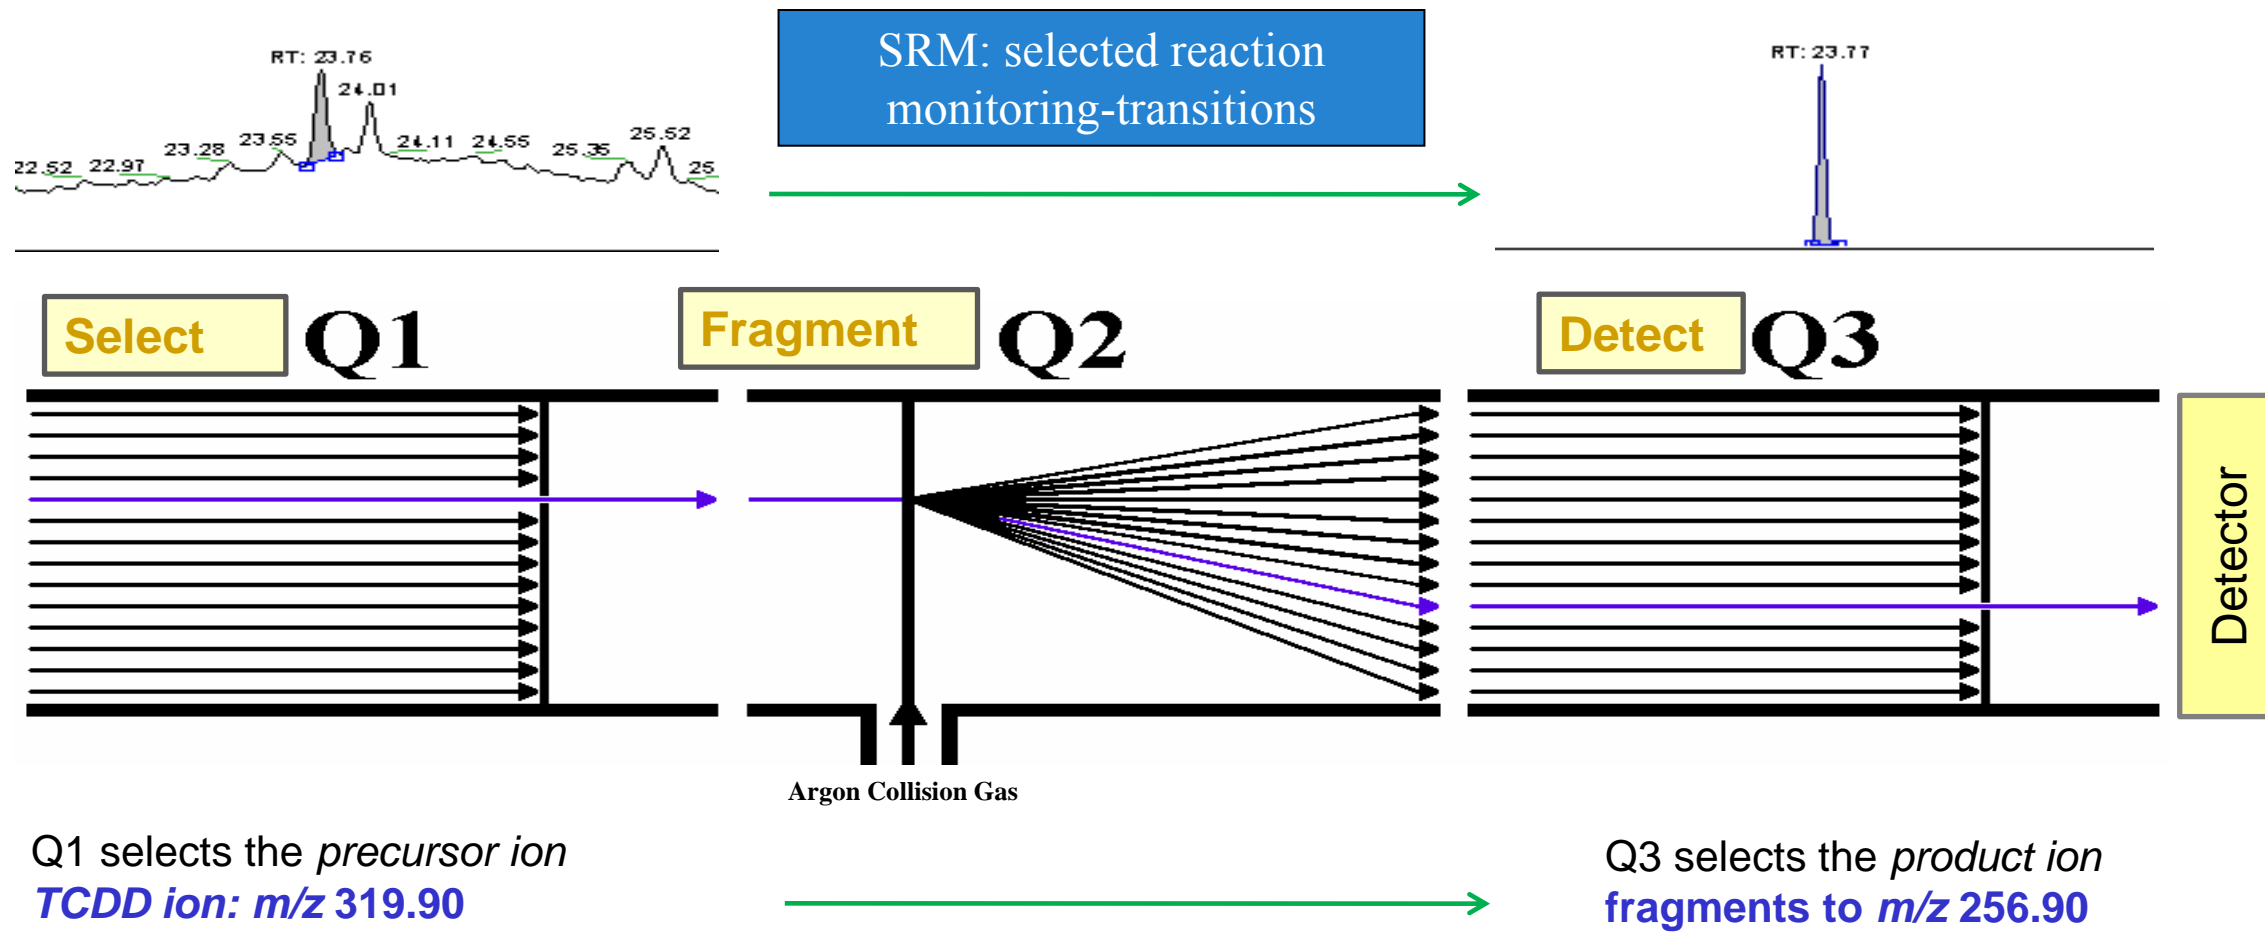 RT: 23.76
24.01
22.52
22.97
23.28
23.55
24.11
24.55
25.35
25.52
25
SRM: selected reaction
monitoring-transitions
RT: 23.77
Select
Q1
Fragment
Q2
Detect
Q3
Detector
Argon Collision Gas
Q1 selects the precursor ion
TCDD ion: m/z 319.90
Q3 selects the product ion
fragments to m/z 256.90